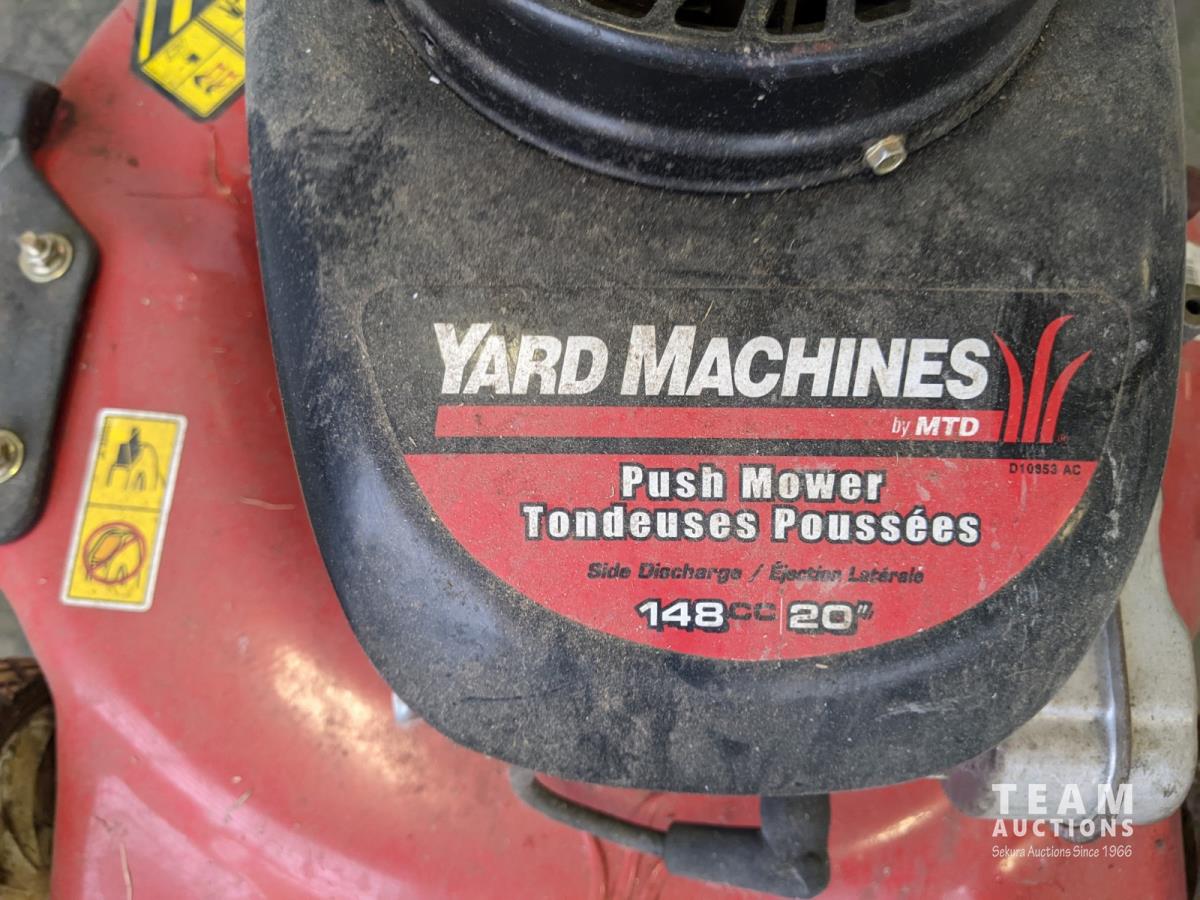 YARD MACHINES
by MTD
D10953 AC
Push Mower
Tondeuses Poussées
Side Discharge / Éjection Latérale
148cc 20"
TEAM
AUCTIONS
Sekura Auctions Since 1966